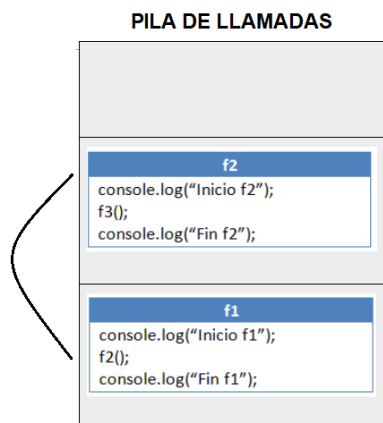 PILA DE LLAMADAS
f2
console.log(“Inicio f2”);
f3();
console.log(“Fin f2”);
f1
console.log(“Inicio f1”);
f2();
console.log(“Fin f1”);